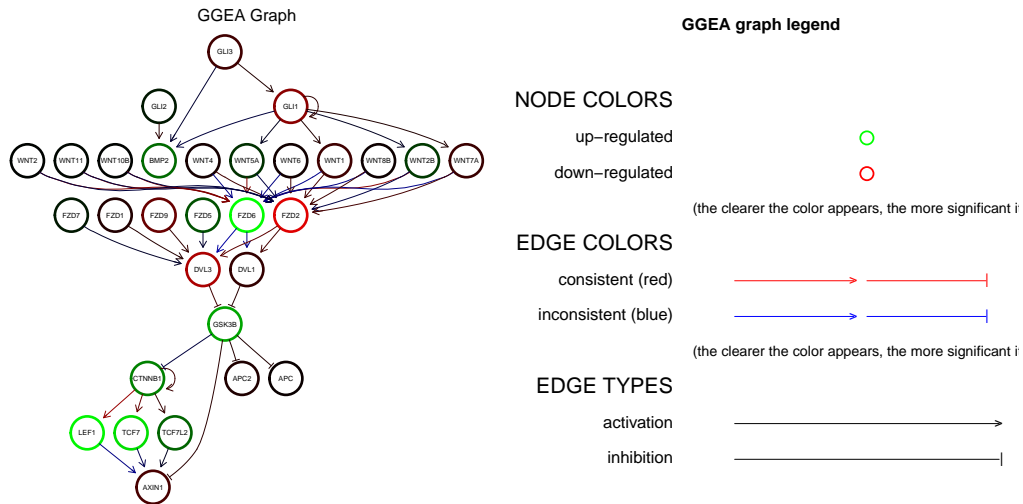 GGEA Graph
GLI3
GLI2
GLI1
WNT2
WNT11
WNT10B
BMP2
WNT4
WNT5A
WNT6
WNT1
WNT8B
WNT2B
WNT7A
FZD7
FZD1
FZD9
FZD5
FZD6
FZD2
DVL3
DVL1
GSK3B
CTNNB1
APC2
APC
LEF1
TCF7
TCF7L2
AXIN1
GGEA graph legend
NODE COLORS
up−regulated
down−regulated
(the clearer the color appears, the more significant i
EDGE COLORS
consistent (red)
inconsistent (blue)
(the clearer the color appears, the more significant i
EDGE TYPES
activation
inhibition